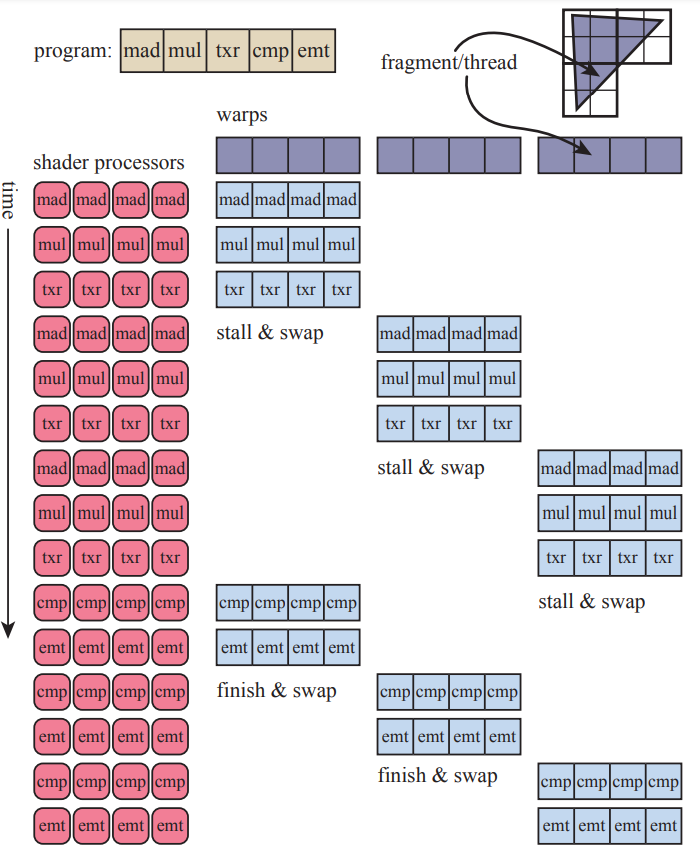 program: mad mul txr cmp emt
fragment/thread
warps
shader processors
time
mad mad mad mad mad mad mad mad
mul mul mul mul mul mul mul mul
txr txr txr txr txr txr txr txr
mad mad mad mad stall & swap mad mad mad mad
mul mul mul mul mul mul mul mul
txr txr txr txr txr txr txr txr
mad mad mad mad stall & swap mad mad mad mad
mul mul mul mul mul mul mul mul
txr txr txr txr txr txr txr txr
cmp cmp cmp cmp cmp cmp cmp cmp stall & swap
emt emt emt emt emt emt emt emt
cmp cmp cmp cmp finish & swap cmp cmp cmp cmp
emt emt emt emt emt emt emt emt
cmp cmp cmp cmp finish & swap cmp cmp cmp cmp
emt emt emt emt emt emt emt emt